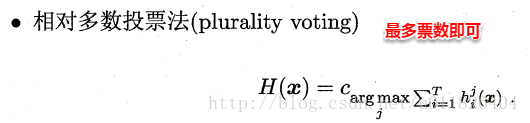 • 相对多数投票法(plurality voting) 最多票数即可
H(x) = c_{arg max_j ∑_{i=1}^{T} h_i^j(x)} .